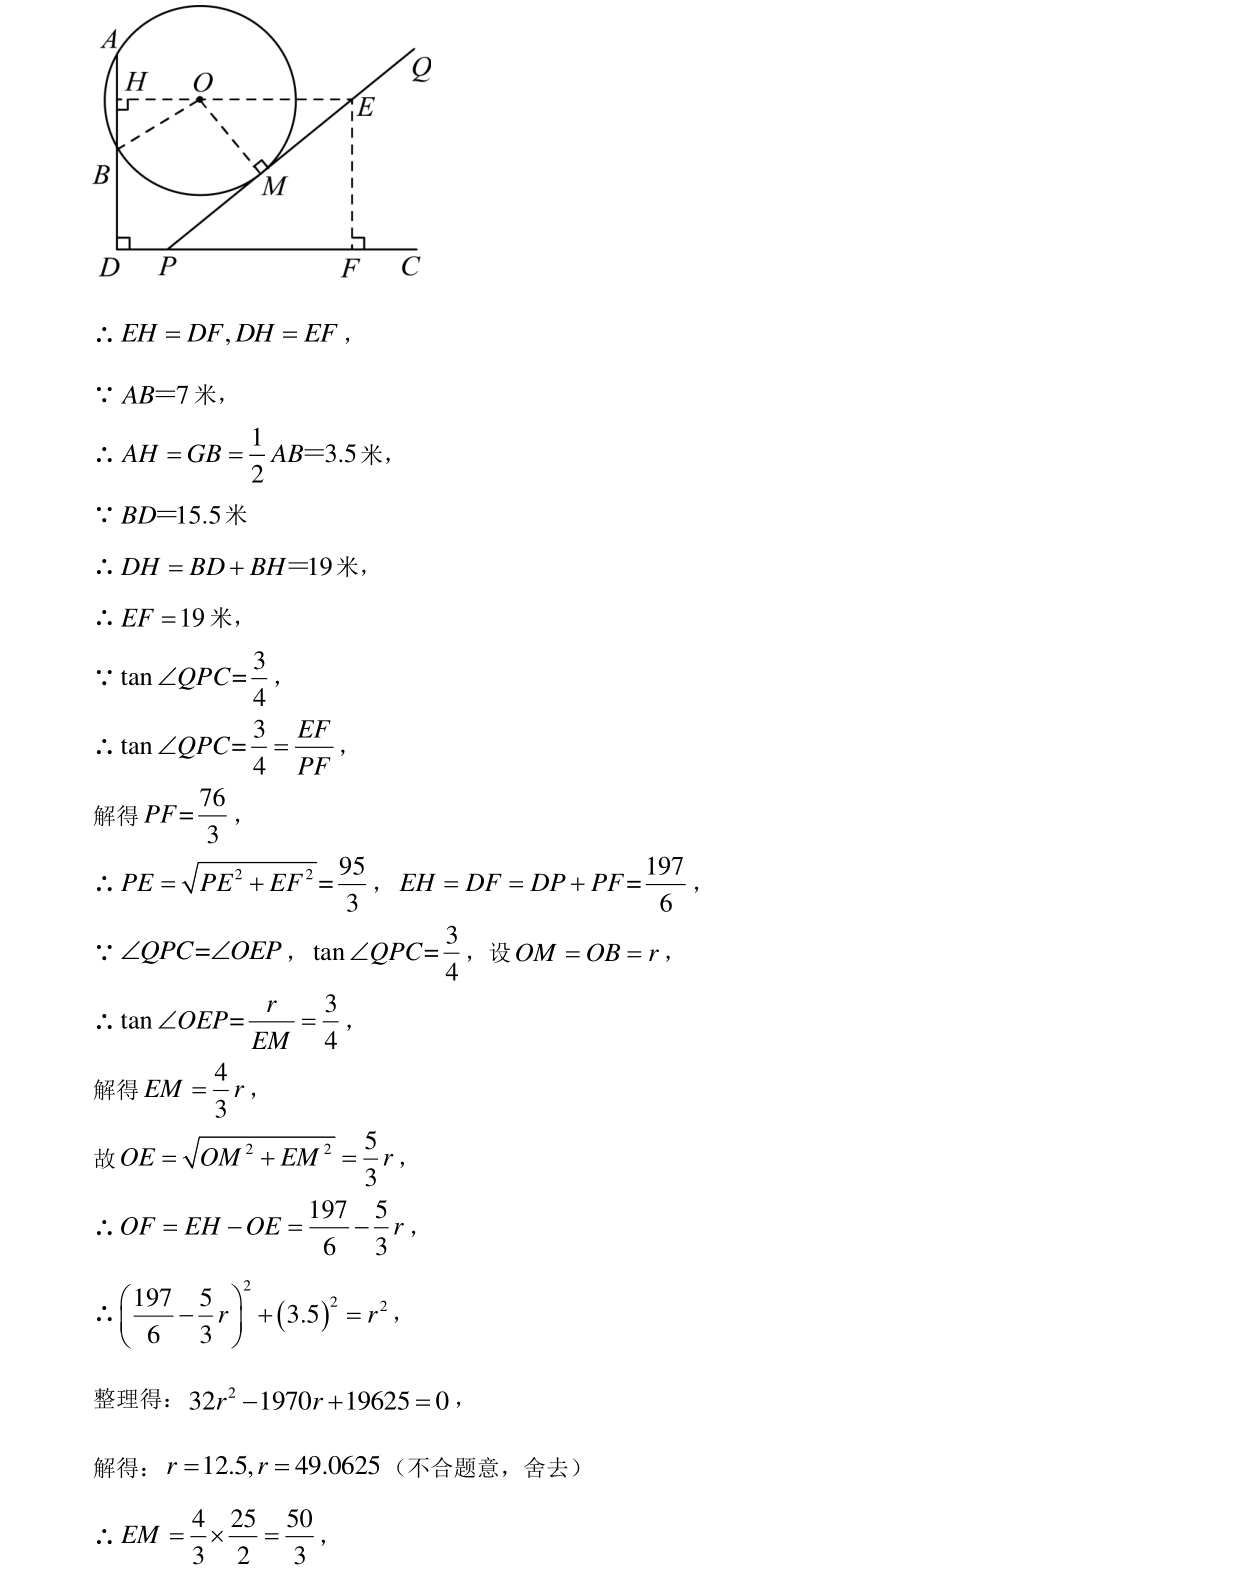 A
H O
Q
E
B
M
D P F C
∴ EH = DF, DH = EF，
∵ AB=7 米，
∴ AH = GB = 1/2 AB=3.5 米，
∵ BD=15.5 米
∴ DH = BD + BH=19 米，
∴ EF =19 米，
∵ tan ∠QPC= 3/4，
∴ tan ∠QPC= 3/4 = EF/PF，
解得 PF= 76/3，
∴ PE = √(PE² + EF²) = 95/3， EH = DF = DP + PF= 197/6，
∵ ∠QPC=∠OEP， tan ∠QPC= 3/4，设 OM = OB = r，
∴ tan ∠OEP= r/EM = 3/4，
解得 EM = 4/3 r，
故 OE = √(OM² + EM²) = 5/3 r，
∴ OF = EH − OE = 197/6 − 5/3 r，
∴ (197/6 − 5/3 r)² + (3.5)² = r²，
整理得： 32r² −1970r +19625 = 0，
解得： r =12.5, r = 49.0625（不合题意，舍去）
∴ EM = 4/3 × 25/2 = 50/3，